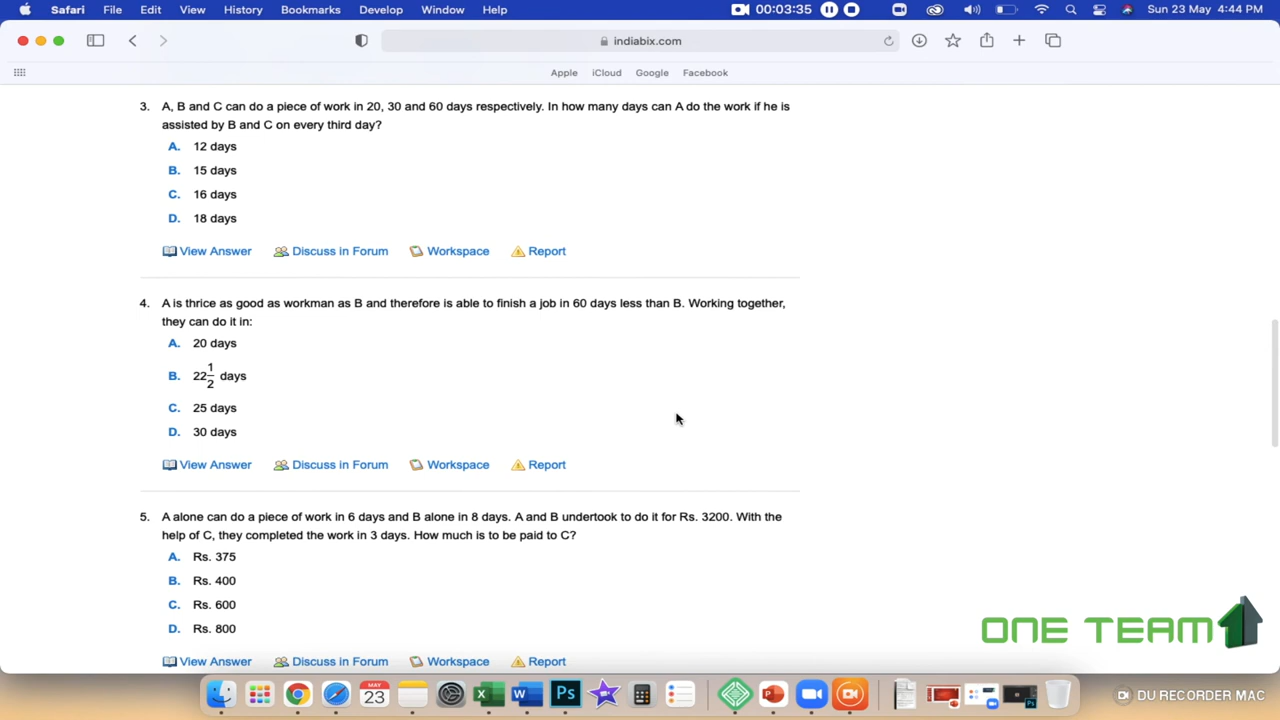 Safari File Edit View History Bookmarks Develop Window Help 00:03:35 Sun 23 May 4:44 PM
indiabix.com
Apple iCloud Google Facebook
3. A, B and C can do a piece of work in 20, 30 and 60 days respectively. In how many days can A do the work if he is
assisted by B and C on every third day?
A. 12 days
B. 15 days
C. 16 days
D. 18 days
View Answer Discuss in Forum Workspace Report
4. A is thrice as good as workman as B and therefore is able to finish a job in 60 days less than B. Working together,
they can do it in:
A. 20 days
B. 22 1/2 days
C. 25 days
D. 30 days
View Answer Discuss in Forum Workspace Report
5. A alone can do a piece of work in 6 days and B alone in 8 days. A and B undertook to do it for Rs. 3200. With the
help of C, they completed the work in 3 days. How much is to be paid to C?
A. Rs. 375
B. Rs. 400
C. Rs. 600
D. Rs. 800
ONE TEAM
View Answer Discuss in Forum Workspace Report
MAY
23
X W Ps P
DU RECORDER MAC